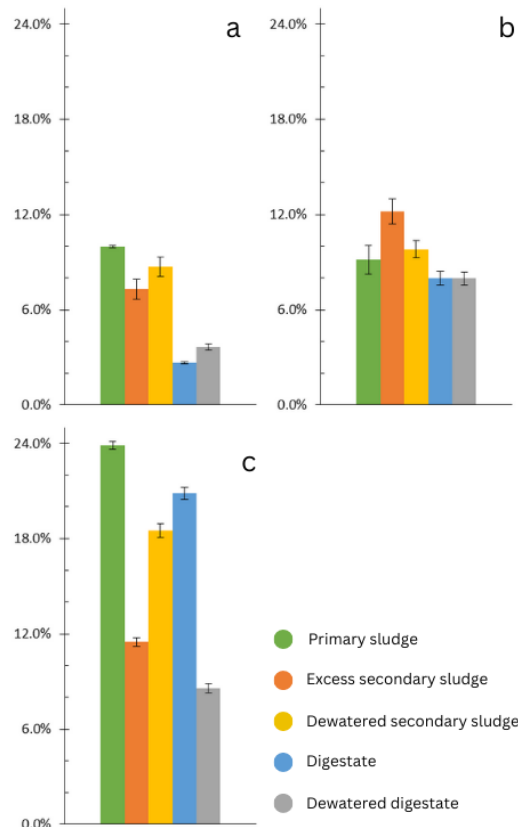 24.0%
a
18.0%
12.0%
6.0%
0.0%
24.0%
b
18.0%
12.0%
6.0%
0.0%
24.0%
c
18.0%
12.0%
6.0%
0.0%
Primary sludge
Excess secondary sludge
Dewatered secondary sludge
Digestate
Dewatered digestate